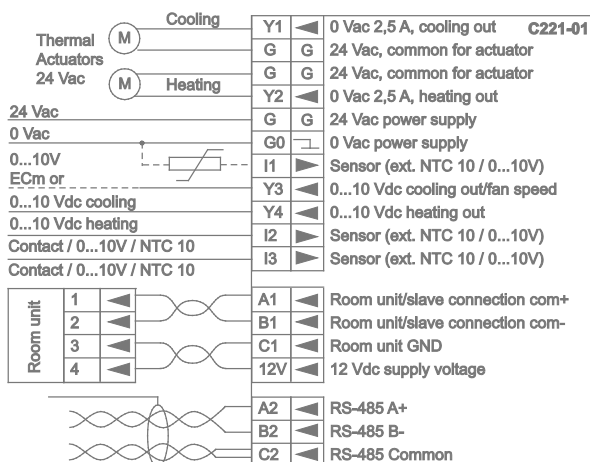 Cooling
Thermal Actuators 24 Vac
M
M
Heating
Y1 0 Vac 2,5 A, cooling out C221-01
G G 24 Vac, common for actuator
G G 24 Vac, common for actuator
Y2 0 Vac 2,5 A, heating out
24 Vac G G 24 Vac power supply
0 Vac G0 0 Vac power supply
0...10V I1 Sensor (ext. NTC 10 / 0...10V)
ECm or Y3 0...10 Vdc cooling out/fan speed
0...10 Vdc cooling Y4 0...10 Vdc heating out
0...10 Vdc heating I2 Sensor (ext. NTC 10 / 0...10V)
Contact / 0...10V / NTC 10 I3 Sensor (ext. NTC 10 / 0...10V)
Contact / 0...10V / NTC 10
Room unit
1 A1 Room unit/slave connection com+
2 B1 Room unit/slave connection com-
3 C1 Room unit GND
4 12V 12 Vdc supply voltage
A2 RS-485 A+
B2 RS-485 B-
C2 RS-485 Common